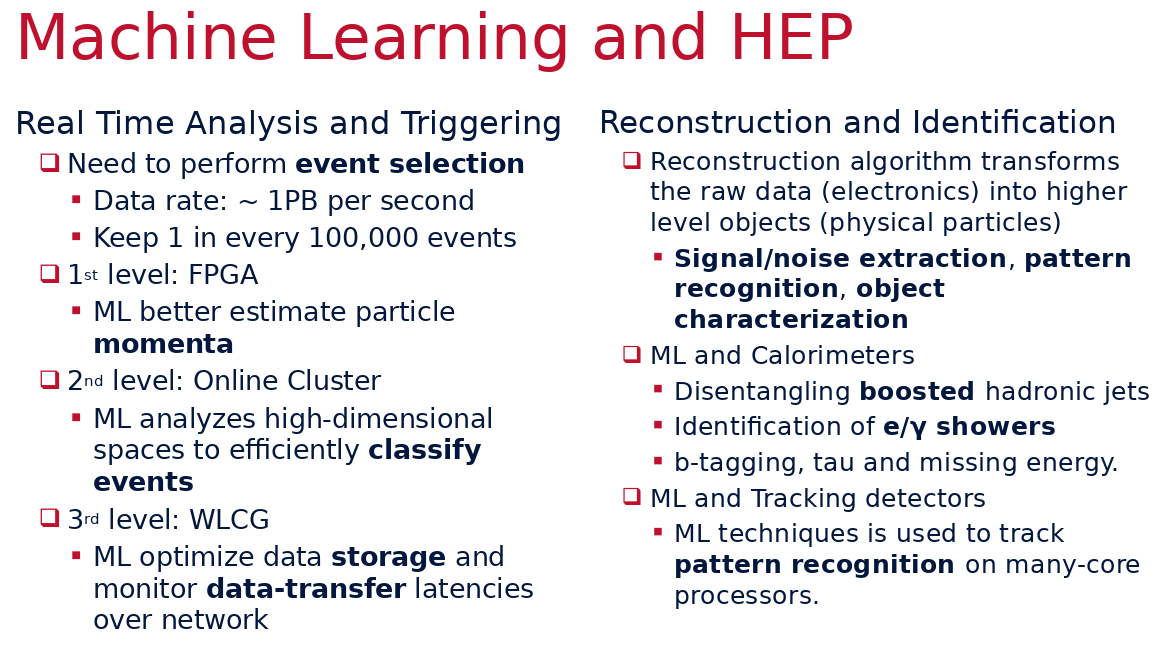 Machine Learning and HEP
Real Time Analysis and Triggering
Need to perform event selection
Data rate: ~ 1PB per second
Keep 1 in every 100,000 events
1st level: FPGA
ML better estimate particle
momenta
2nd level: Online Cluster
ML analyzes high-dimensional
spaces to efficiently classify
events
3rd level: WLCG
ML optimize data storage and
monitor data-transfer latencies
over network
Reconstruction and Identification
Reconstruction algorithm transforms
the raw data (electronics) into higher
level objects (physical particles)
Signal/noise extraction, pattern
recognition, object
characterization
ML and Calorimeters
Disentangling boosted hadronic jets
Identification of e/γ showers
b-tagging, tau and missing energy.
ML and Tracking detectors
ML techniques is used to track
pattern recognition on many-core
processors.